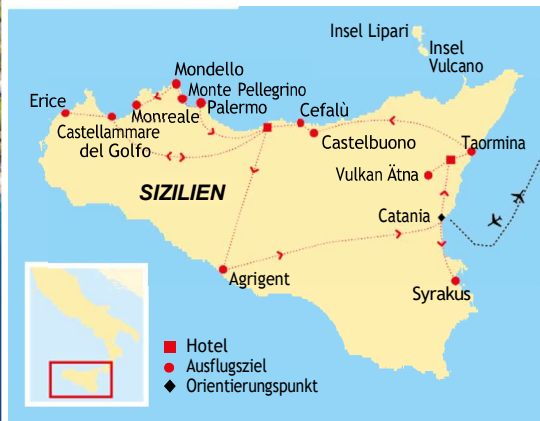 Insel Lipari
Insel
Vulcano
Mondello
Monte Pellegrino
Erice
Monreale
Palermo
Cefalù
Castellammare
del Golfo
Castelbuono
Taormina
Vulkan Ätna
SIZILIEN
Catania
Agrigent
Syrakus
Hotel
Ausflugsziel
Orientierungspunkt